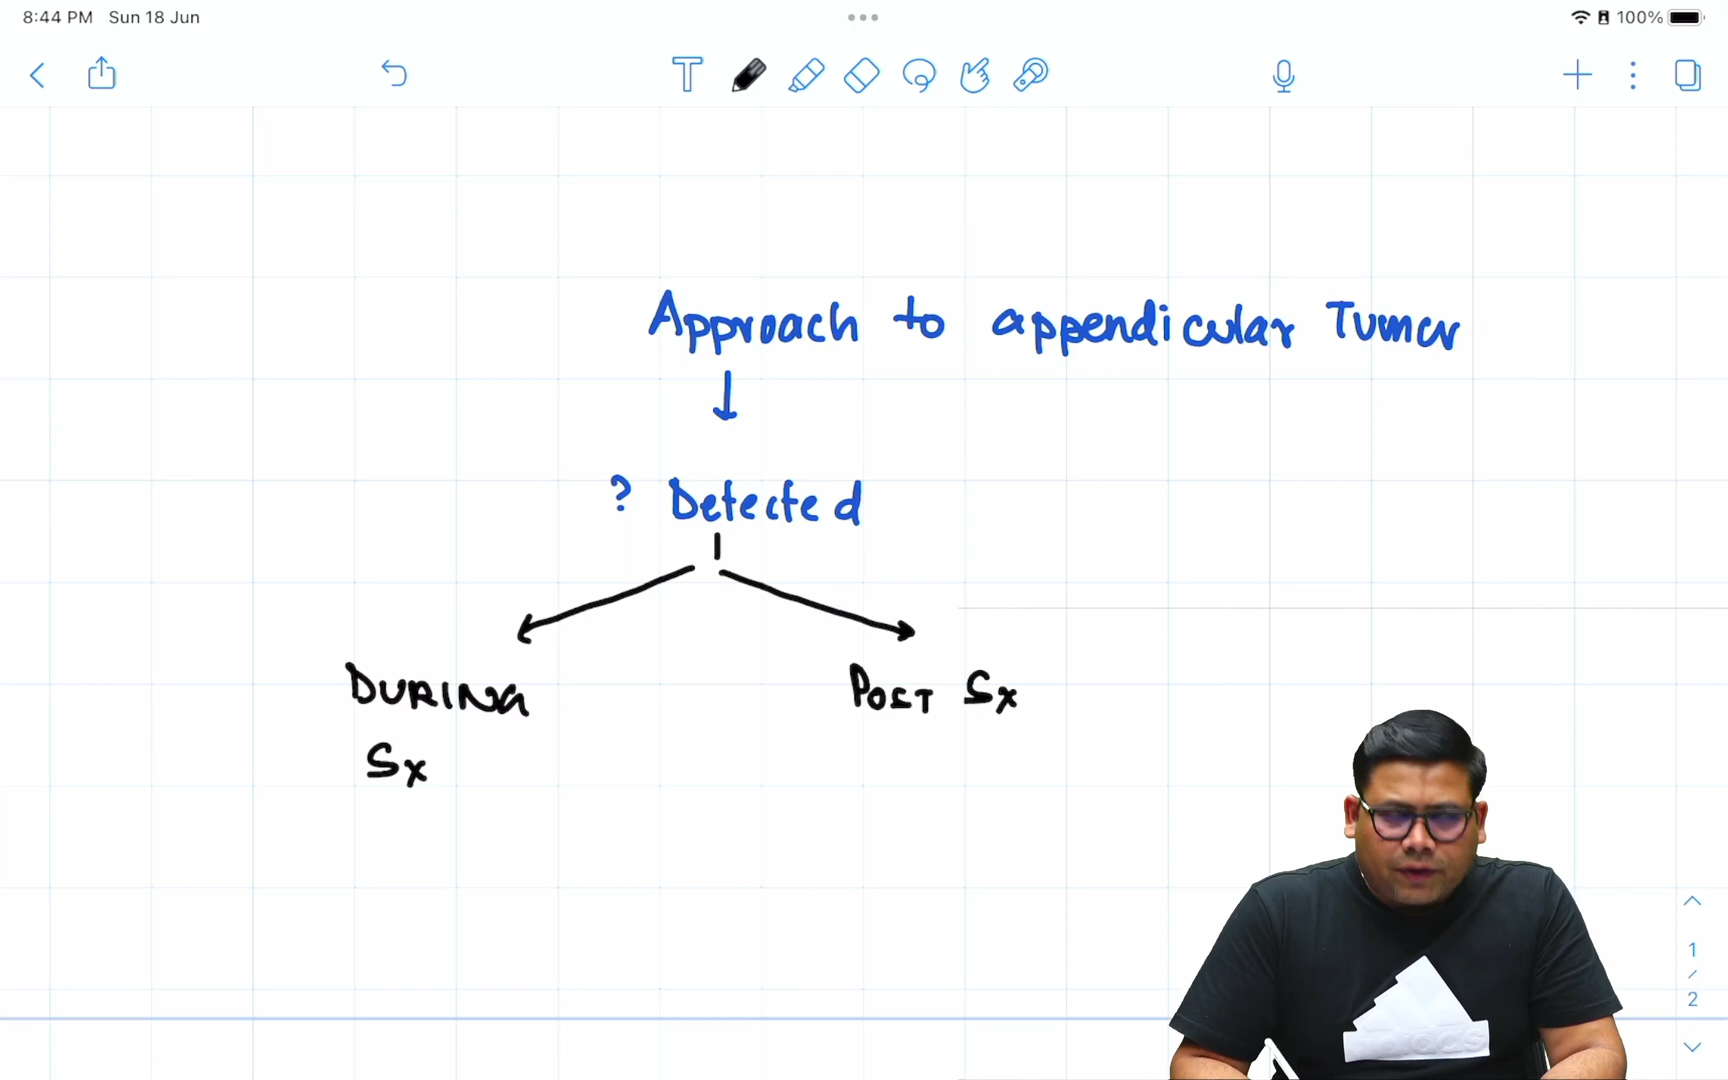 8:44 PM Sun 18 Jun
100%
T
Approach to appendicular Tumor
? Detected
DURING
Sx
POST Sx
1
/
2